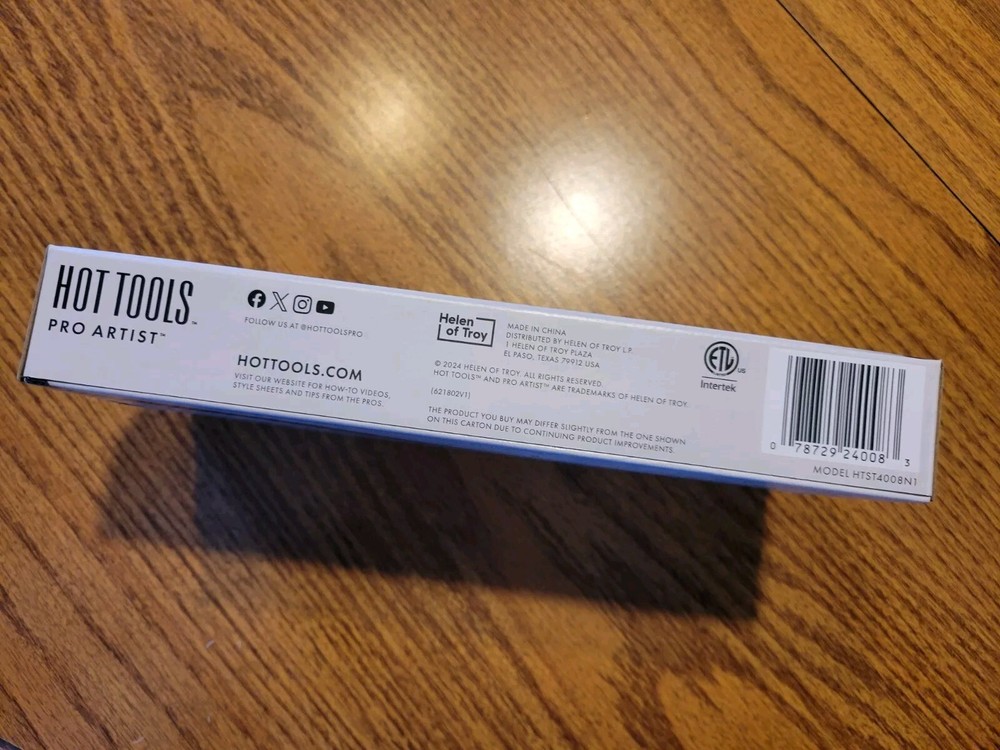 HOT TOOLS™
PRO ARTIST™
FOLLOW US AT @HOTTOOLSPRO
HOTTOOLS.COM
VISIT OUR WEBSITE FOR HOW-TO VIDEOS,
STYLE SHEETS AND TIPS FROM THE PROS.
Helen
of Troy
MADE IN CHINA
DISTRIBUTED BY HELEN OF TROY L.P.
1 HELEN OF TROY PLAZA
EL PASO, TEXAS 79912 USA
© 2024 HELEN OF TROY. ALL RIGHTS RESERVED.
HOT TOOLS™ AND PRO ARTIST™ ARE TRADEMARKS OF HELEN OF TROY.
(621802V1)
THE PRODUCT YOU BUY MAY DIFFER SLIGHTLY FROM THE ONE SHOWN
ON THIS CARTON DUE TO CONTINUING PRODUCT IMPROVEMENTS.
ETL US
Intertek
0 78729 24008 3
MODEL HTST4008N1